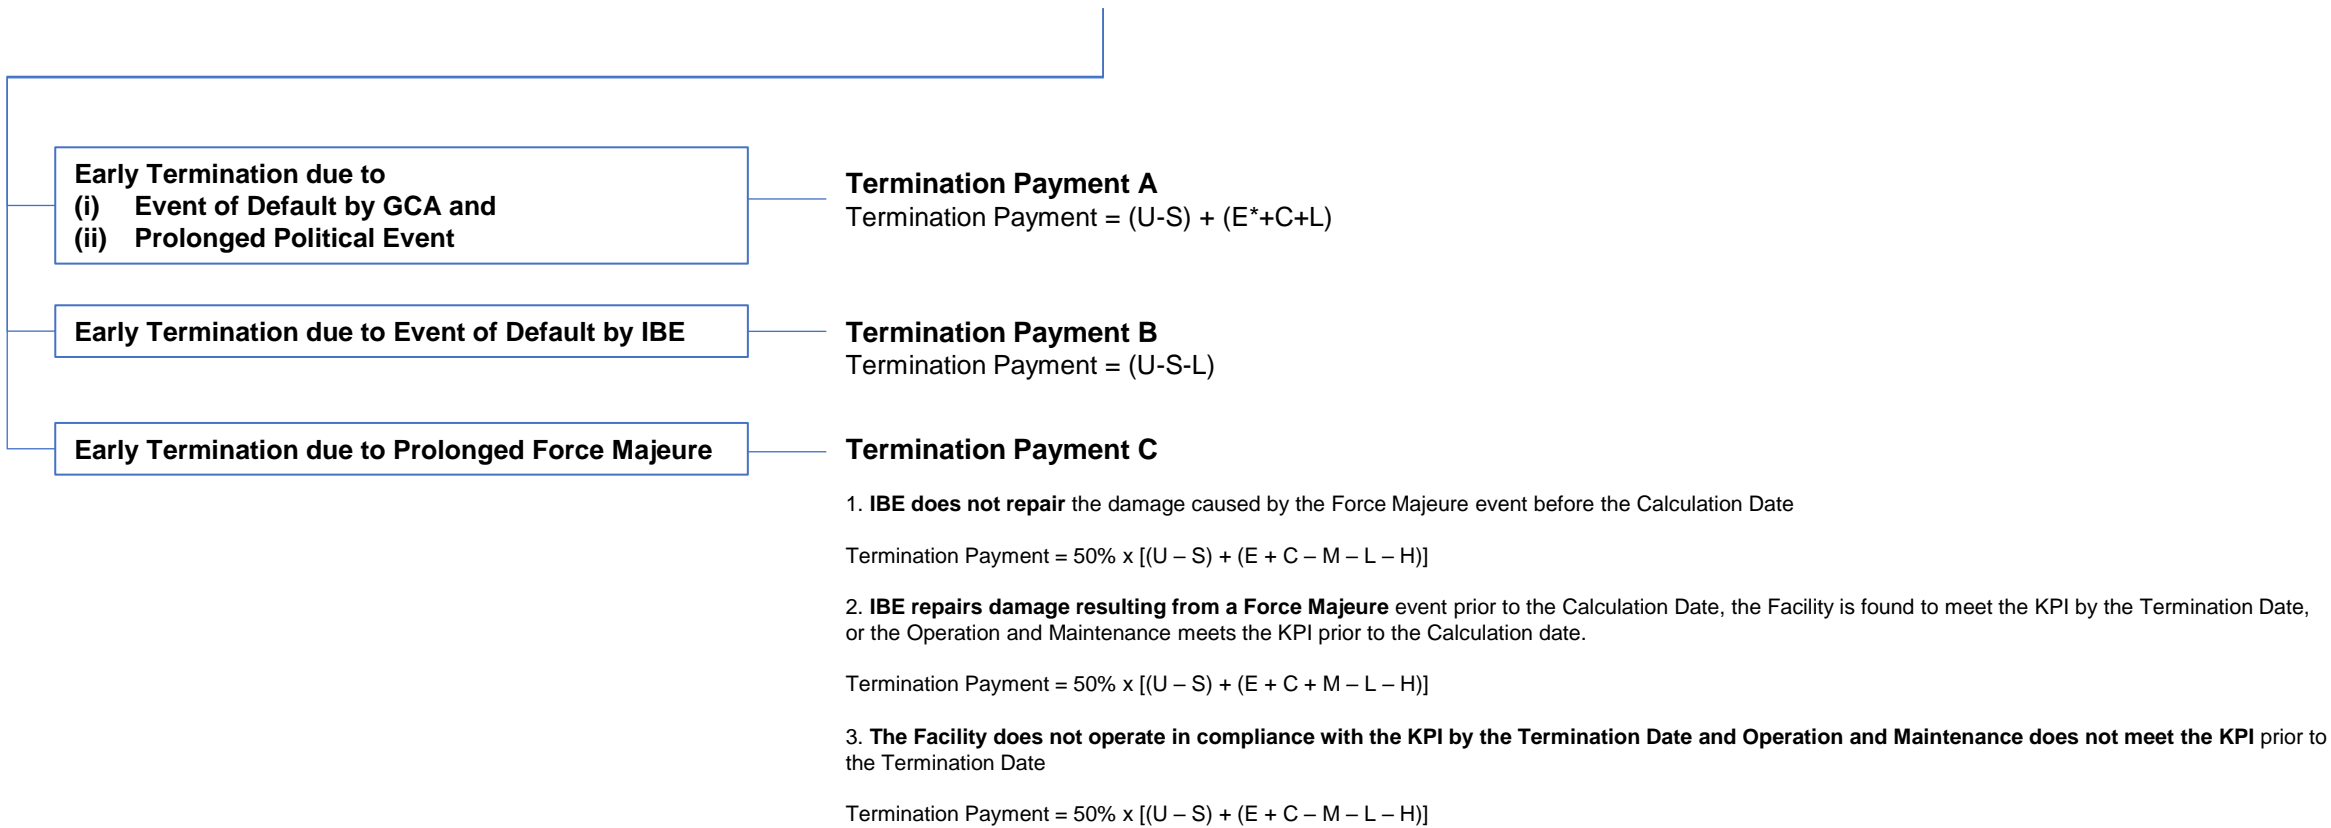 Early Termination due to
(i) Event of Default by GCA and
(ii) Prolonged Political Event
Termination Payment A
Termination Payment = (U-S) + (E*+C+L)
Early Termination due to Event of Default by IBE
Termination Payment B
Termination Payment = (U-S-L)
Early Termination due to Prolonged Force Majeure
Termination Payment C
1. IBE does not repair the damage caused by the Force Majeure event before the Calculation Date
Termination Payment = 50% x [(U – S) + (E + C – M – L – H)]
2. IBE repairs damage resulting from a Force Majeure event prior to the Calculation Date, the Facility is found to meet the KPI by the Termination Date,
or the Operation and Maintenance meets the KPI prior to the Calculation date.
Termination Payment = 50% x [(U – S) + (E + C + M – L – H)]
3. The Facility does not operate in compliance with the KPI by the Termination Date and Operation and Maintenance does not meet the KPI prior to
the Termination Date
Termination Payment = 50% x [(U – S) + (E + C – M – L – H)]